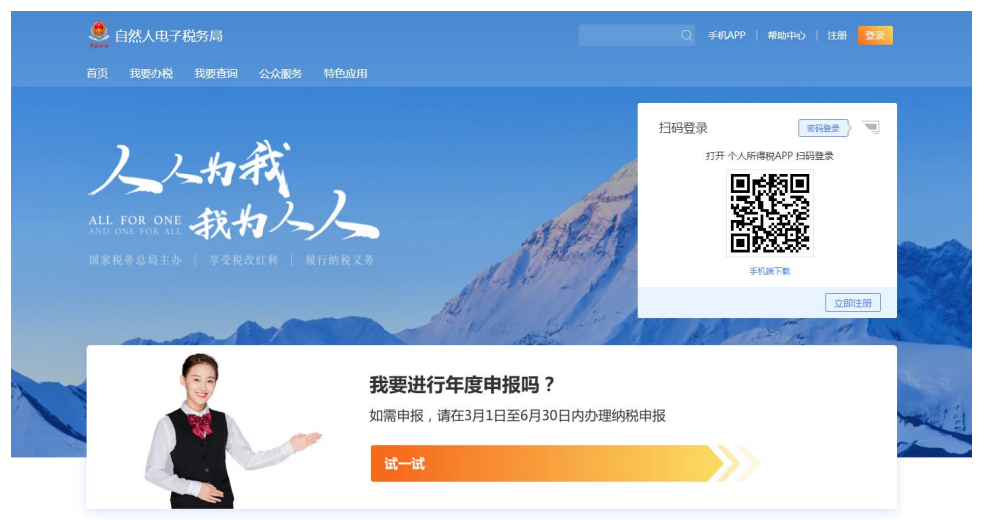 自然人电子税务局
手机APP | 帮助中心 | 注册 登录
首页 我要办税 我要查询 公众服务 特色应用
扫码登录 密码登录
打开 个人所得税APP 扫码登录
手机端下载
立即注册
人人为我
ALL FOR ONE
AND ONE FOR ALL
我为人人
国家税务总局主办 | 享受税改红利 | 履行纳税义务
我要进行年度申报吗？
如需申报，请在3月1日至6月30日内办理纳税申报
试一试